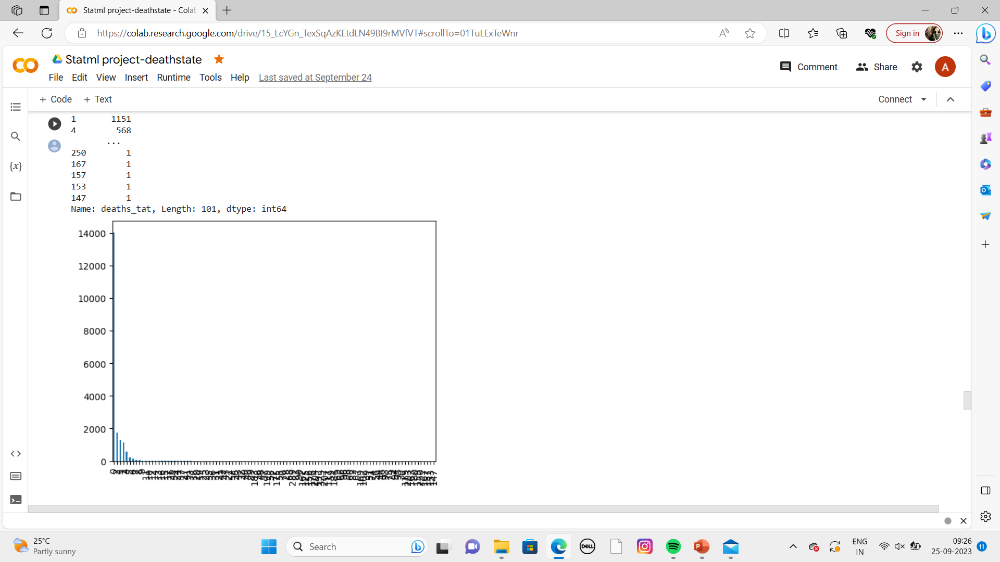 Statml project-deathstate - Colab
https://colab.research.google.com/drive/15_LcYGn_TexSqAzKEtdLN49BI9rMVfVT#scrollTo=01TuLExTeWnr
Sign in
Statml project-deathstate
File Edit View Insert Runtime Tools Help Last saved at September 24
Comment Share A
+ Code + Text
Connect
1 1151
4 568
...
250 1
167 1
157 1
153 1
147 1
Name: deaths_tat, Length: 101, dtype: int64
14000
12000
10000
8000
6000
4000
2000
0
147
25°C
Partly sunny
Search
DELL
ENG
IN
09:26
25-09-2023
11